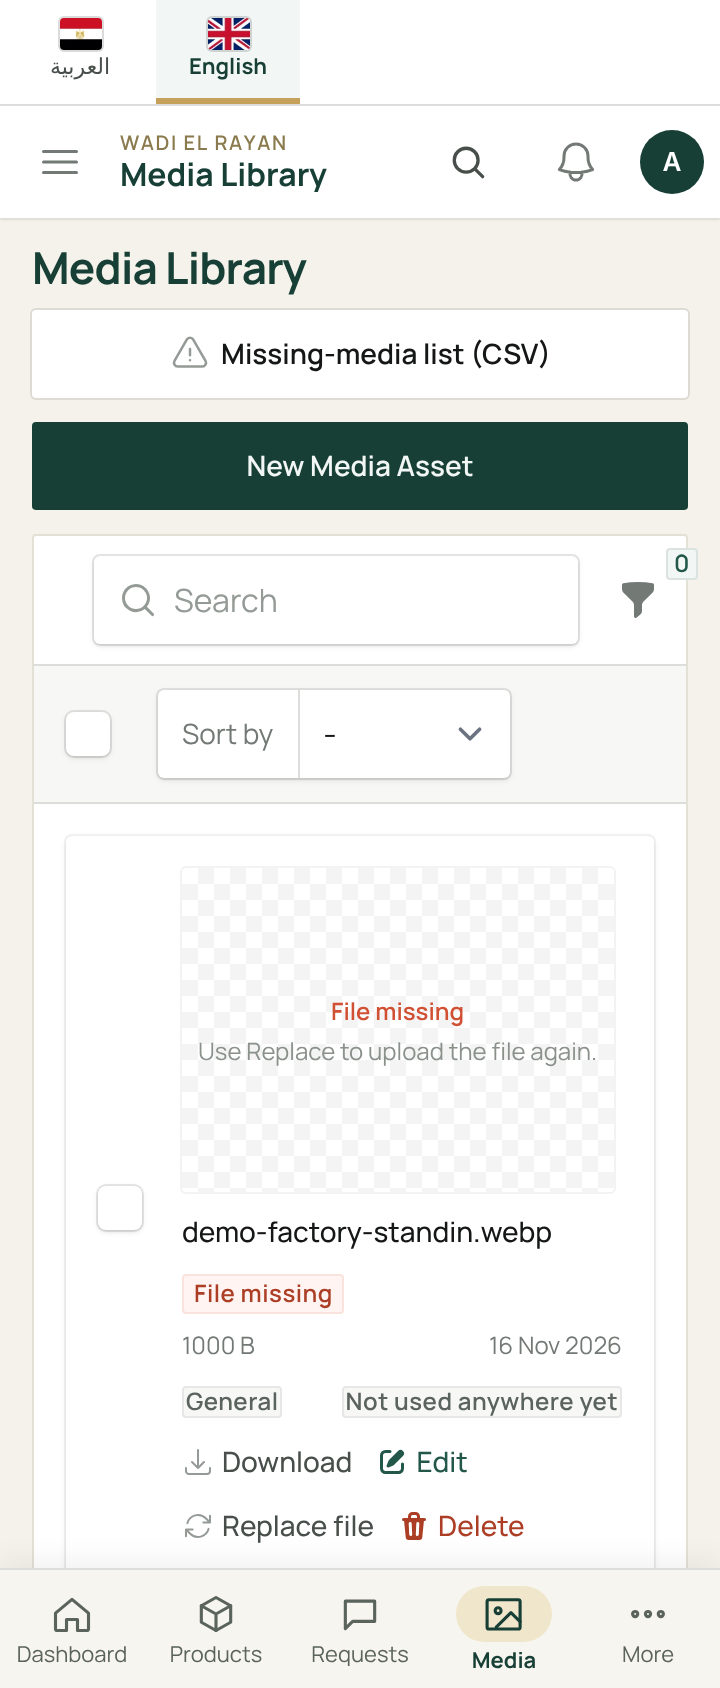 العربية
English
WADI EL RAYAN
Media Library
A
Media Library
Missing-media list (CSV)
New Media Asset
0
Search
Sort by
-
File missing
Use Replace to upload the file again.
demo-factory-standin.webp
File missing
1000 B
16 Nov 2026
General
Not used anywhere yet
Download
Edit
Replace file
Delete
Dashboard
Products
Requests
Media
More